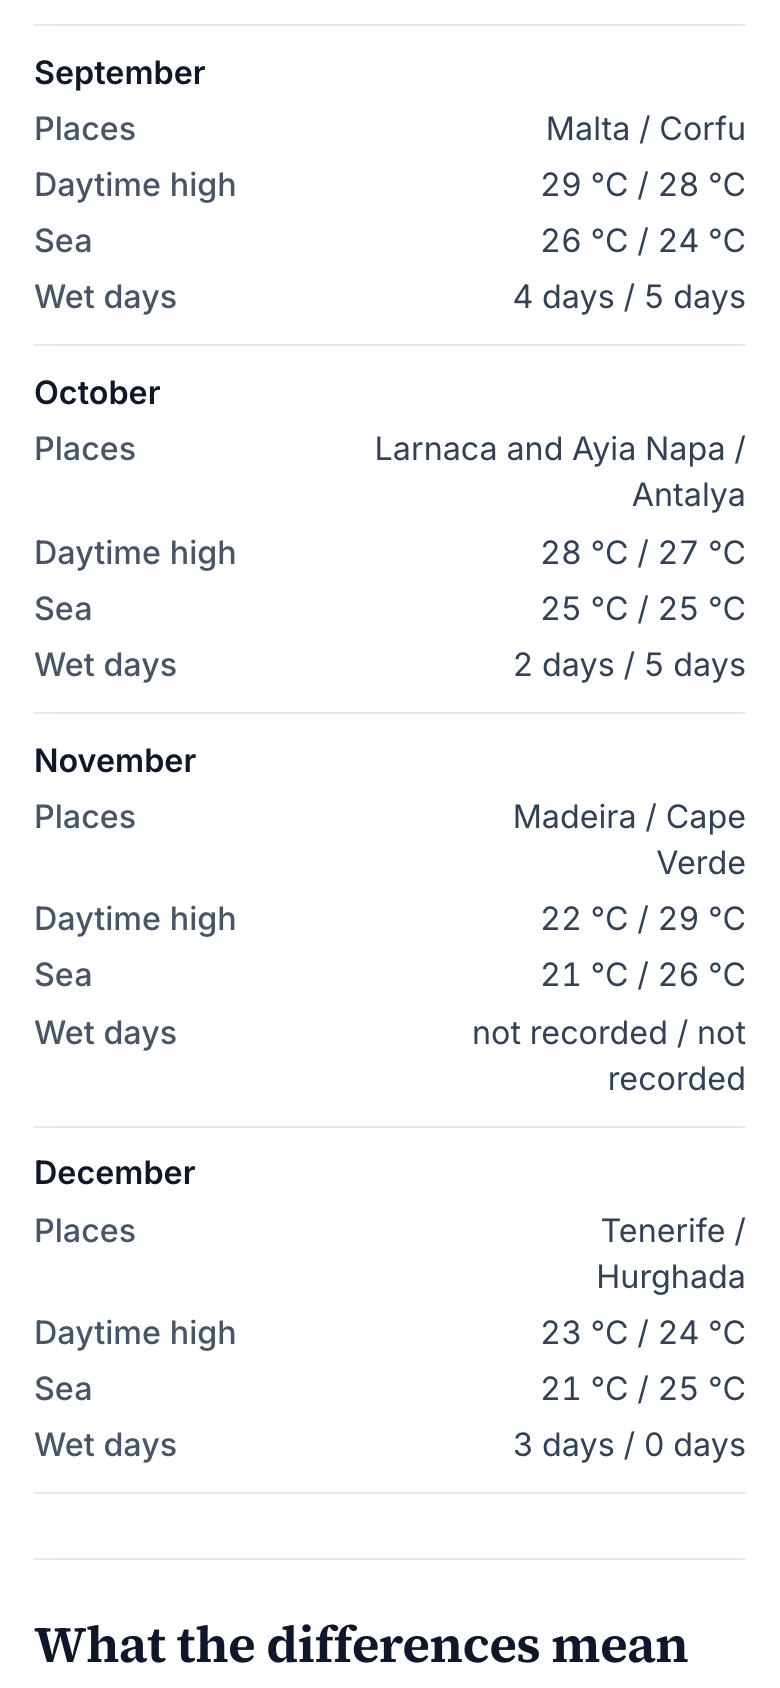 September
Places Malta / Corfu
Daytime high 29 °C / 28 °C
Sea 26 °C / 24 °C
Wet days 4 days / 5 days
October
Places Larnaca and Ayia Napa /
Antalya
Daytime high 28 °C / 27 °C
Sea 25 °C / 25 °C
Wet days 2 days / 5 days
November
Places Madeira / Cape
Verde
Daytime high 22 °C / 29 °C
Sea 21 °C / 26 °C
Wet days not recorded / not
recorded
December
Places Tenerife /
Hurghada
Daytime high 23 °C / 24 °C
Sea 21 °C / 25 °C
Wet days 3 days / 0 days
What the differences mean